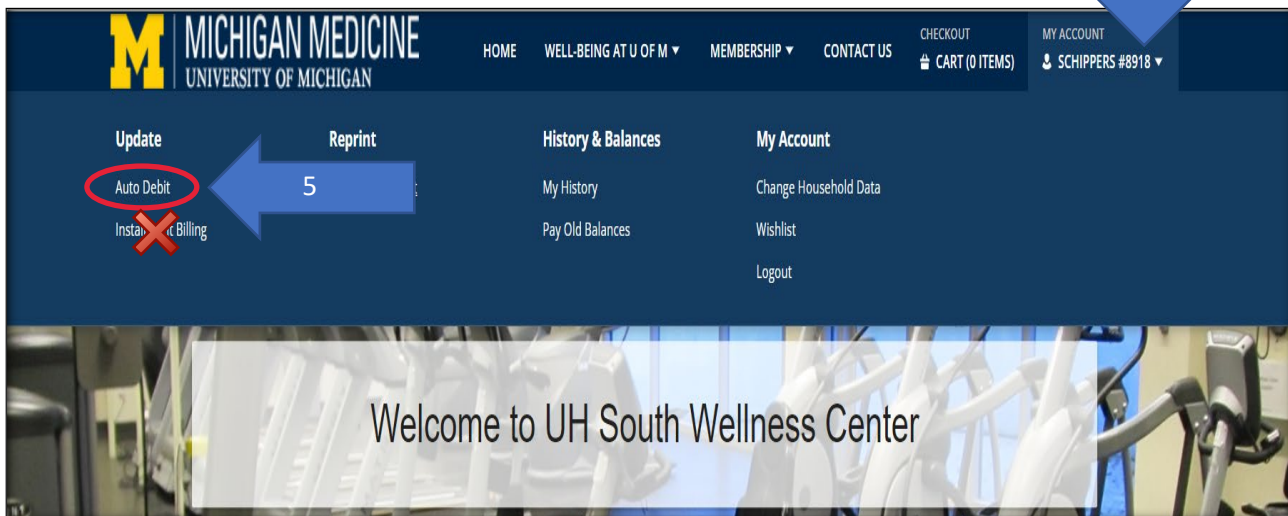 MICHIGAN MEDICINE
UNIVERSITY OF MICHIGAN
HOME WELL-BEING AT U OF M ▼ MEMBERSHIP ▼ CONTACT US
CHECKOUT
CART (0 ITEMS)
MY ACCOUNT
SCHIPPERS #8918 ▼
Update Reprint History & Balances My Account
Auto Debit 5 My History Change Household Data
Billing Pay Old Balances Wishlist
Logout
Welcome to UH South Wellness Center